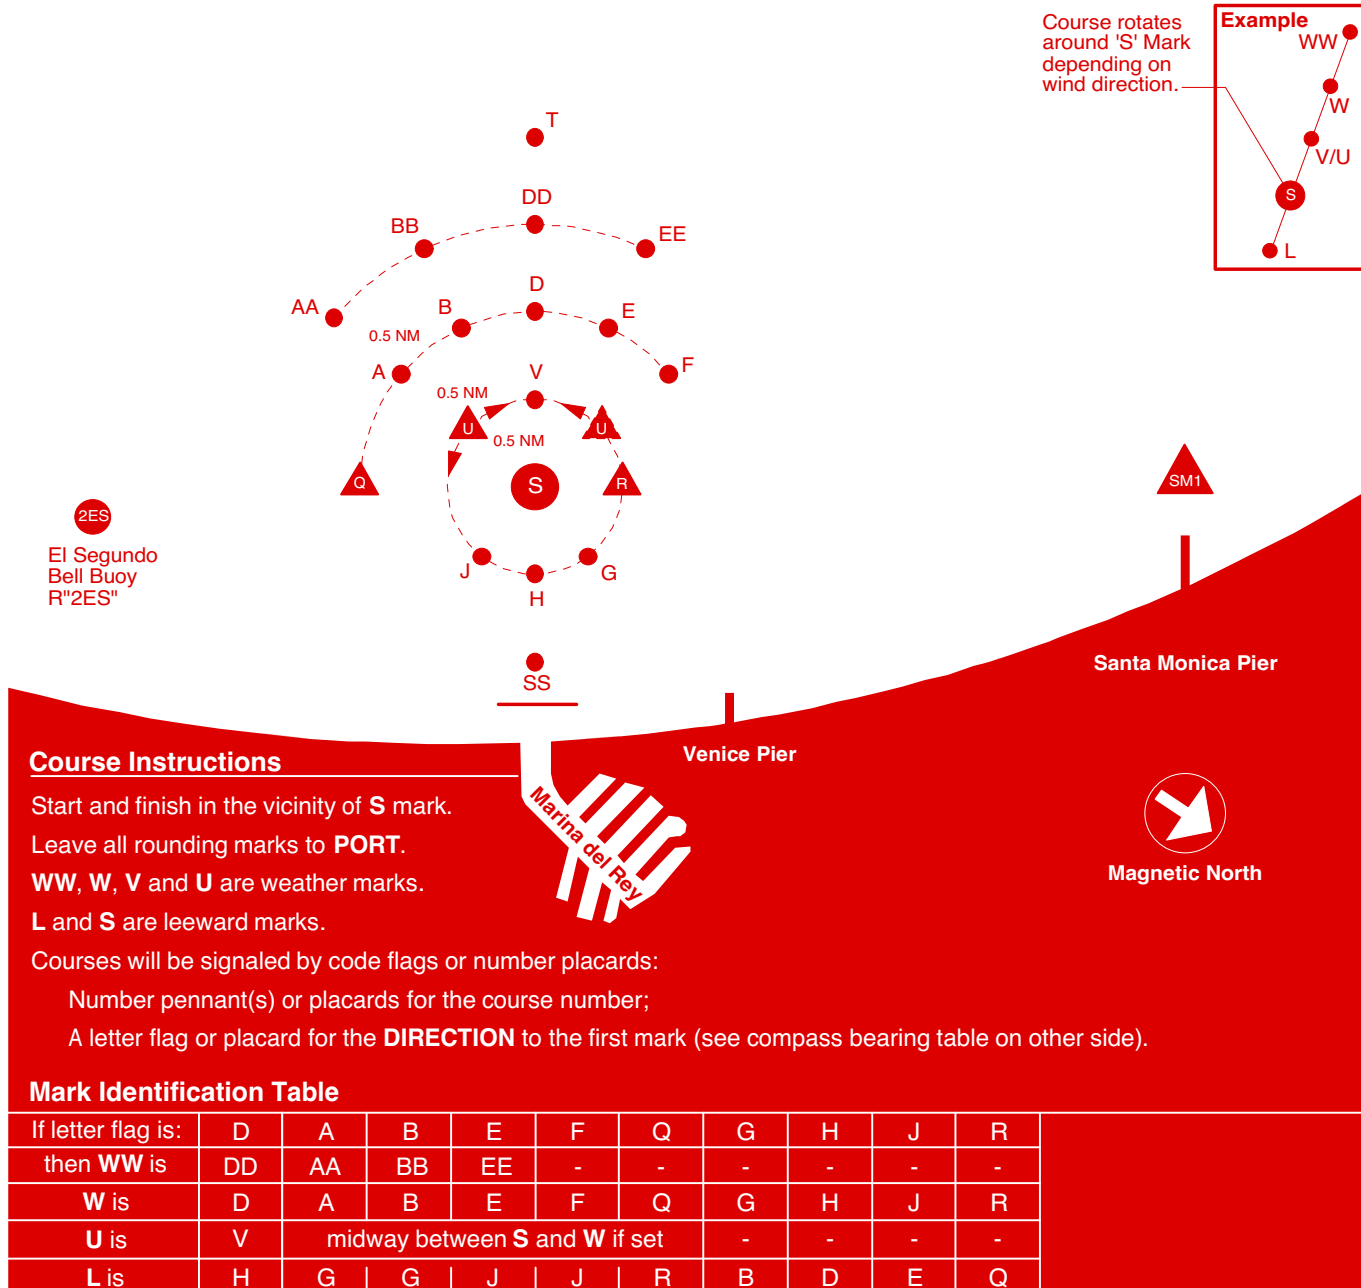 Course rotates
around 'S' Mark
depending on
wind direction.
Example
WW
W
V/U
S
L
T
DD
BB
EE
AA
D
B
E
0.5 NM
A
F
V
0.5 NM
U
U
0.5 NM
Q
S
R
SM1
2ES
El Segundo
Bell Buoy
R"2ES"
J
G
H
SS
Santa Monica Pier
Venice Pier
Marina del Rey
Magnetic North
Course Instructions
Start and finish in the vicinity of S mark.
Leave all rounding marks to PORT.
WW, W, V and U are weather marks.
L and S are leeward marks.
Courses will be signaled by code flags or number placards:
Number pennant(s) or placards for the course number;
A letter flag or placard for the DIRECTION to the first mark (see compass bearing table on other side).
Mark Identification Table
If letter flag is: D A B E F Q G H J R
then WW is DD AA BB EE - - - - - -
W is D A B E F Q G H J R
U is V midway between S and W if set - - - -
L is H G G J J R B D E Q